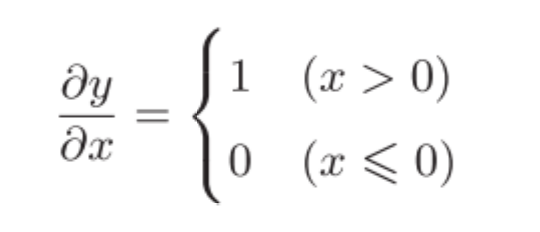 ∂y/∂x = { 1 (x > 0)
0 (x ⩽ 0)